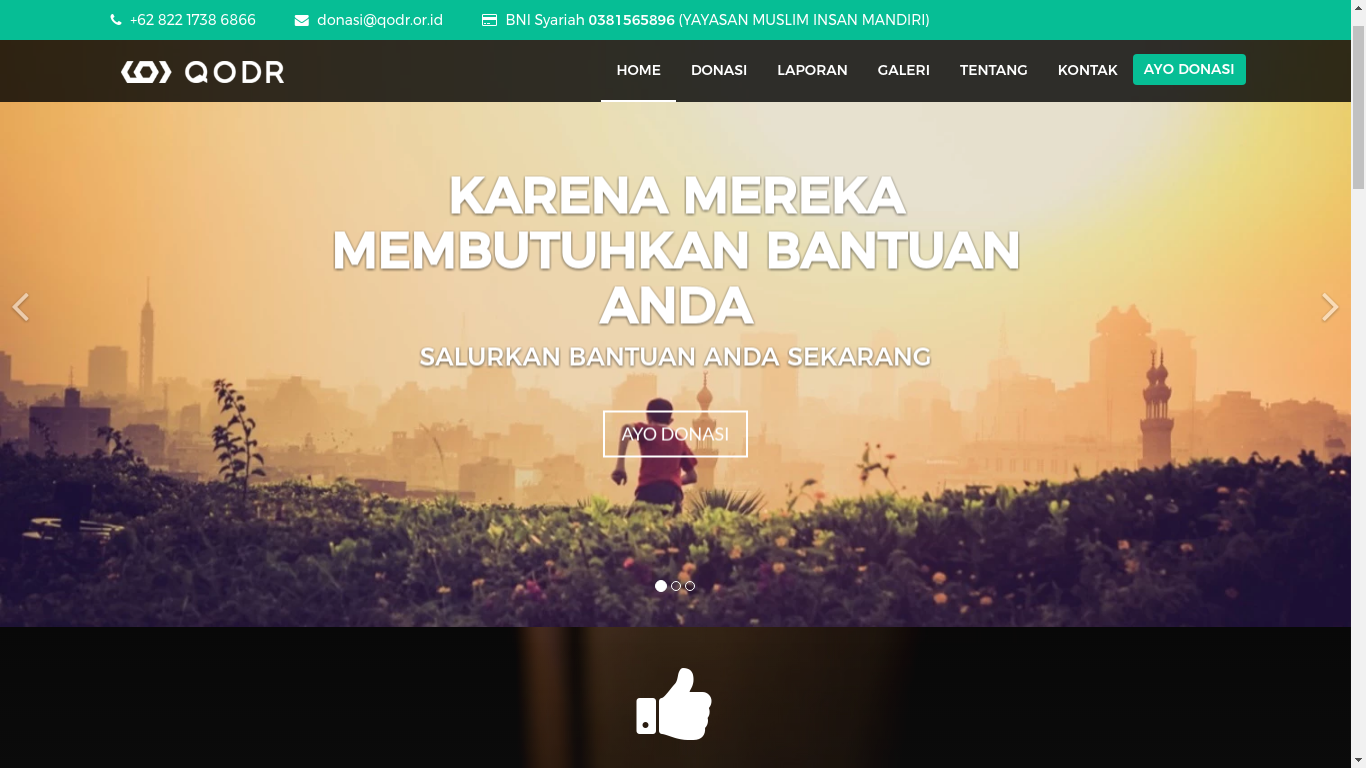 +62 822 1738 6866 donasi@qodr.or.id BNI Syariah 0381565896 (YAYASAN MUSLIM INSAN MANDIRI)
QODR HOME DONASI LAPORAN GALERI TENTANG KONTAK AYO DONASI
KARENA MEREKA
MEMBUTUHKAN BANTUAN
ANDA
SALURKAN BANTUAN ANDA SEKARANG
AYO DONASI